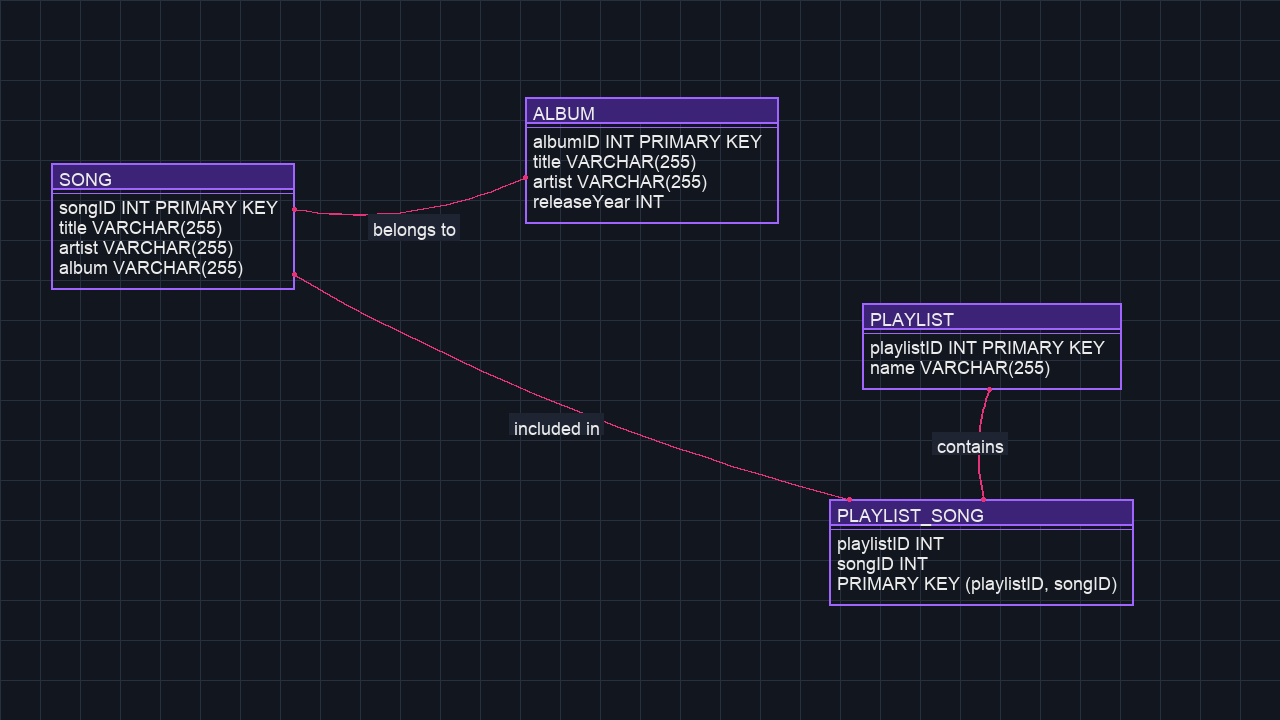 ALBUM
albumID INT PRIMARY KEY
title VARCHAR(255)
artist VARCHAR(255)
releaseYear INT
SONG
songID INT PRIMARY KEY
title VARCHAR(255)
artist VARCHAR(255)
album VARCHAR(255)
belongs to
PLAYLIST
playlistID INT PRIMARY KEY
name VARCHAR(255)
included in
contains
PLAYLIST_SONG
playlistID INT
songID INT
PRIMARY KEY (playlistID, songID)